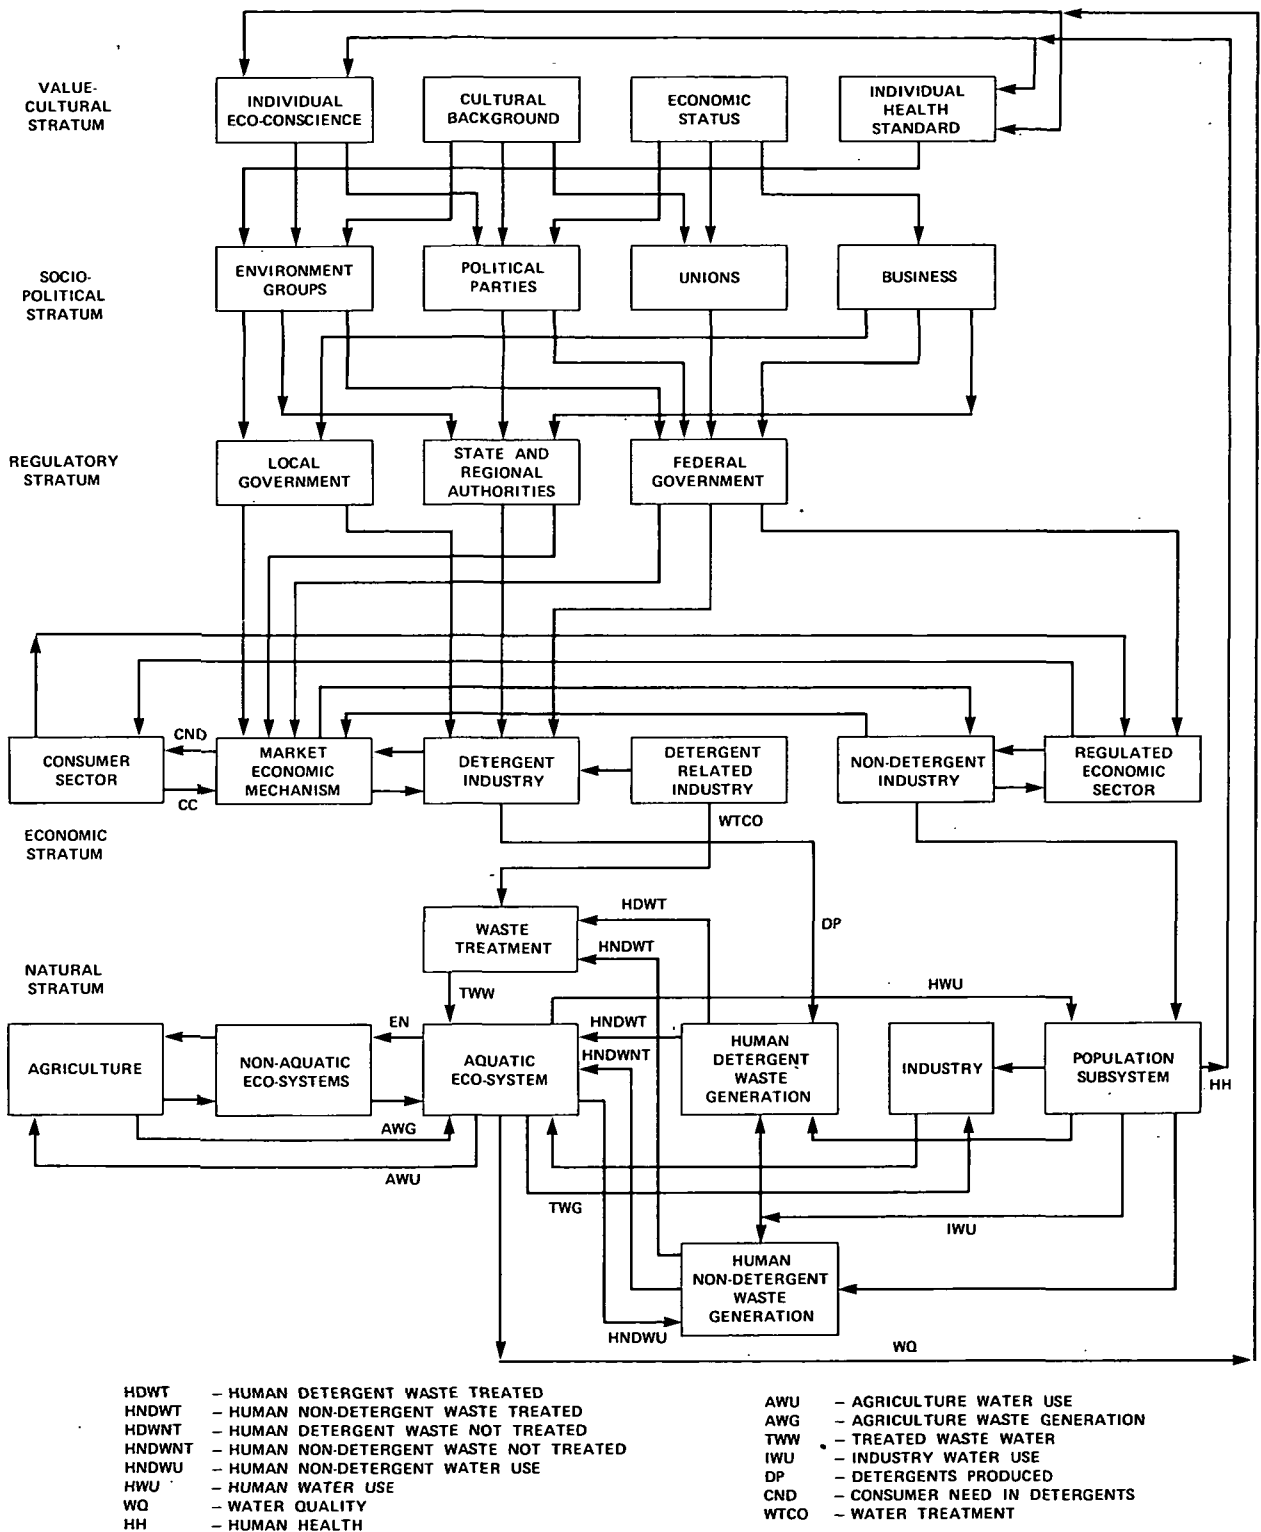 VALUE-
CULTURAL
STRATUM
INDIVIDUAL
ECO-CONSCIENCE
CULTURAL
BACKGROUND
ECONOMIC
STATUS
INDIVIDUAL
HEALTH
STANDARD
SOCIO-
POLITICAL
STRATUM
ENVIRONMENT
GROUPS
POLITICAL
PARTIES
UNIONS
BUSINESS
REGULATORY
STRATUM
LOCAL
GOVERNMENT
STATE AND
REGIONAL
AUTHORITIES
FEDERAL
GOVERNMENT
CONSUMER
SECTOR
CND
CC
MARKET
ECONOMIC
MECHANISM
DETERGENT
INDUSTRY
DETERGENT
RELATED
INDUSTRY
NON-DETERGENT
INDUSTRY
REGULATED
ECONOMIC
SECTOR
ECONOMIC
STRATUM
WTCO
WASTE
TREATMENT
HDWT
HNDWT
DP
NATURAL
STRATUM
TWW
HWU
AGRICULTURE
NON-AQUATIC
ECO-SYSTEMS
EN
AQUATIC
ECO-SYSTEM
HNDWT
HNDWNT
HUMAN
DETERGENT
WASTE
GENERATION
INDUSTRY
POPULATION
SUBSYSTEM
HH
AWG
AWU
TWG
IWU
HUMAN
NON-DETERGENT
WASTE
GENERATION
HNDWU
WQ
HDWT – HUMAN DETERGENT WASTE TREATED
HNDWT – HUMAN NON-DETERGENT WASTE TREATED
HDWNT – HUMAN DETERGENT WASTE NOT TREATED
HNDWNT – HUMAN NON-DETERGENT WASTE NOT TREATED
HNDWU – HUMAN NON-DETERGENT WATER USE
HWU – HUMAN WATER USE
WQ – WATER QUALITY
HH – HUMAN HEALTH
AWU – AGRICULTURE WATER USE
AWG – AGRICULTURE WASTE GENERATION
TWW – TREATED WASTE WATER
IWU – INDUSTRY WATER USE
DP – DETERGENTS PRODUCED
CND – CONSUMER NEED IN DETERGENTS
WTCO – WATER TREATMENT